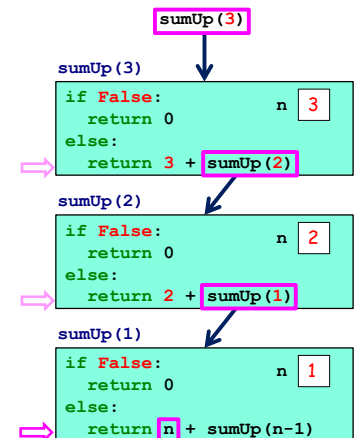 sumUp(3)
sumUp(3)
if False:
n 3
return 0
else:
return 3 + sumUp(2)
sumUp(2)
if False:
n 2
return 0
else:
return 2 + sumUp(1)
sumUp(1)
if False:
n 1
return 0
else:
return n + sumUp(n-1)